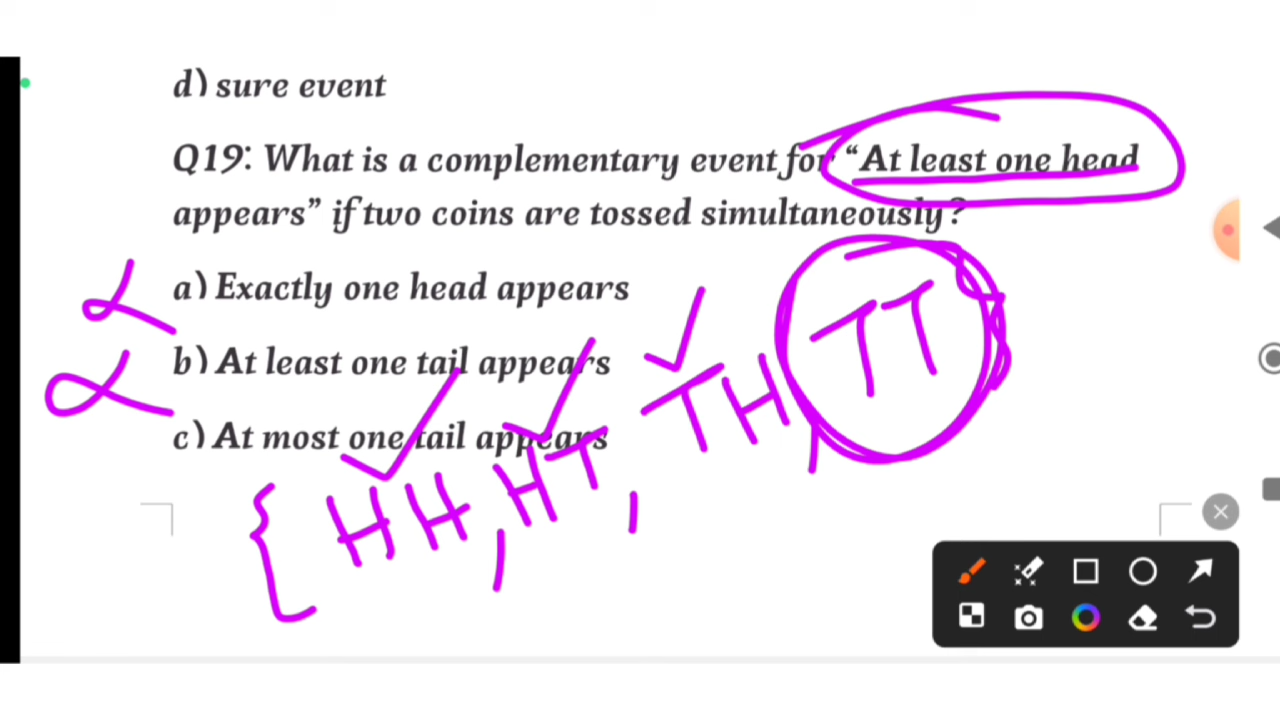 d) sure event
Q19: What is a complementary event for “At least one head
appears” if two coins are tossed simultaneously?
a) Exactly one head appears
b) At least one tail appears
c) At most one tail appears
{ HH, HT, TH, TT